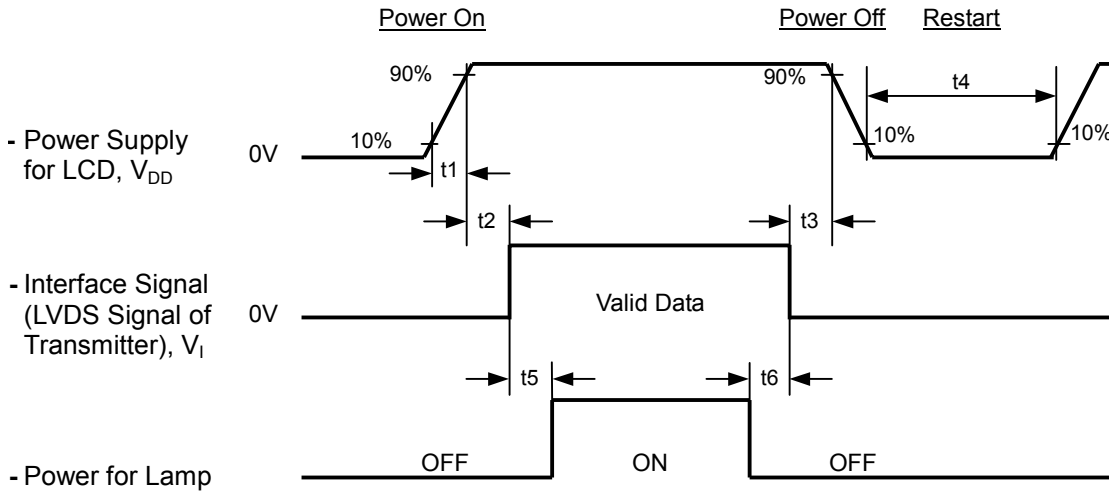 Power On
Power Off
Restart
90%
90%
t4
- Power Supply
for LCD, VDD
0V
10%
10%
10%
t1
t2
t3
- Interface Signal
(LVDS Signal of
Transmitter), VI
0V
Valid Data
t5
t6
- Power for Lamp
OFF
ON
OFF